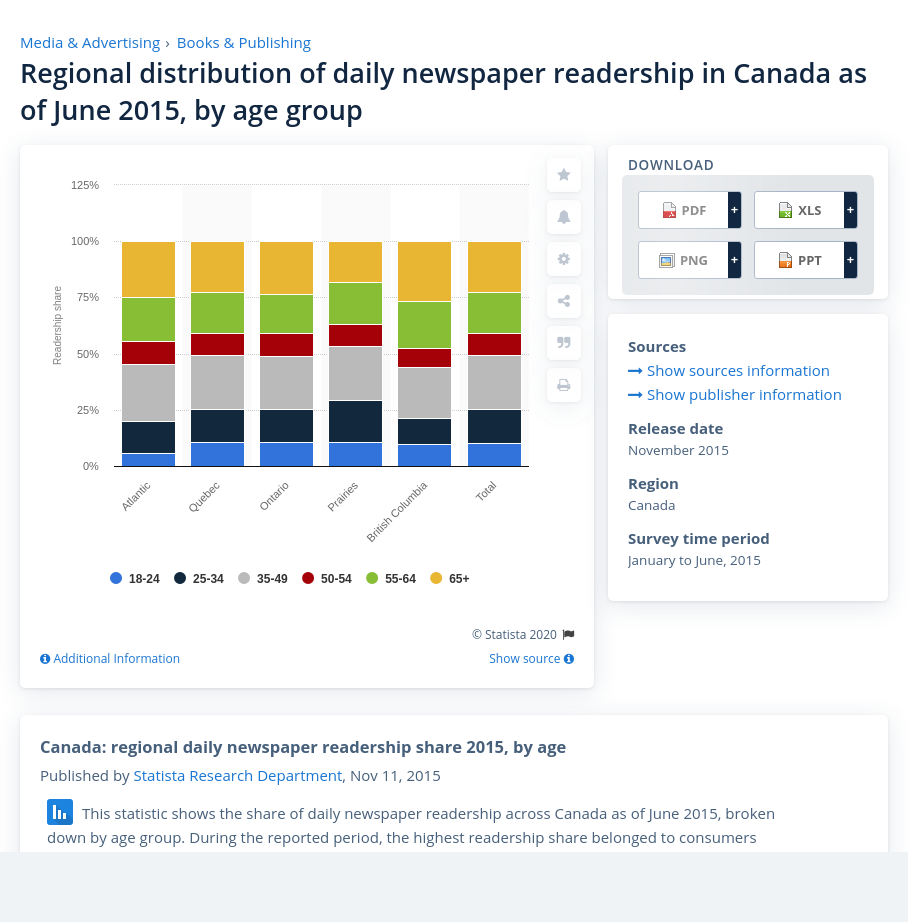 Media & Advertising › Books & Publishing
Regional distribution of daily newspaper readership in Canada as
of June 2015, by age group
125%
100%
75%
50%
25%
0%
Readership share
Atlantic
Quebec
Ontario
Prairies
British Columbia
Total
18-24 25-34 35-49 50-54 55-64 65+
© Statista 2020
Additional Information
Show source
DOWNLOAD
PDF + XLS +
PNG + PPT +
Sources
Show sources information
Show publisher information
Release date
November 2015
Region
Canada
Survey time period
January to June, 2015
Canada: regional daily newspaper readership share 2015, by age
Published by Statista Research Department, Nov 11, 2015
This statistic shows the share of daily newspaper readership across Canada as of June 2015, broken
down by age group. During the reported period, the highest readership share belonged to consumers